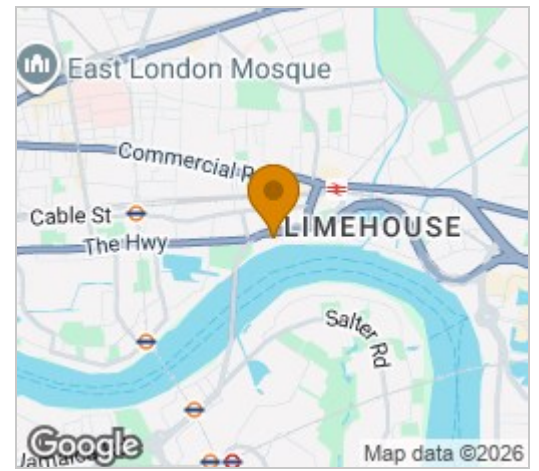 East London Mosque
Commercial
Cable St
LIMEHOUSE
The Hwy
Salter Rd
Google
Map data ©2026